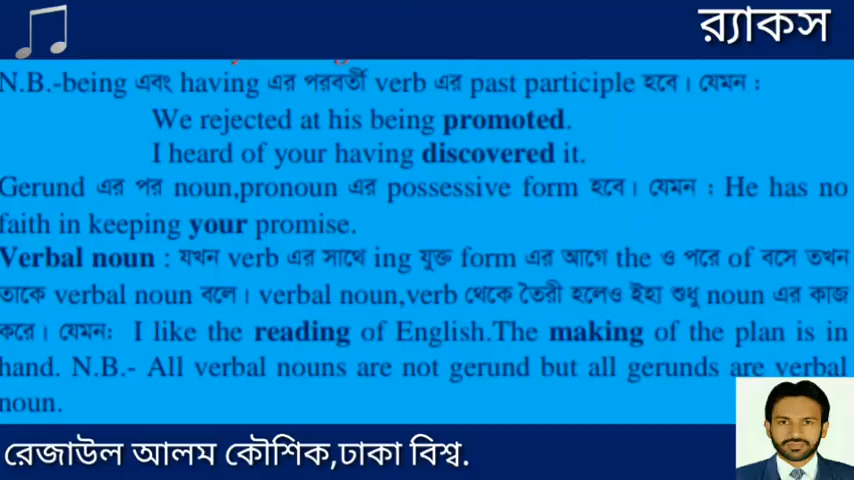 র‍্যাকস
N.B.-being এবং having এর পরবর্তী verb এর past participle হবে। যেমন :
We rejected at his being promoted.
I heard of your having discovered it.
Gerund এর পর noun,pronoun এর possessive form হবে। যেমন : He has no
faith in keeping your promise.
Verbal noun : যখন verb এর সাথে ing যুক্ত form এর আগে the ও পরে of বসে তখন
তাকে verbal noun বলে। verbal noun,verb থেকে তৈরী হলেও ইহা শুধু noun এর কাজ
করে। যেমনঃ I like the reading of English.The making of the plan is in
hand. N.B.- All verbal nouns are not gerund but all gerunds are verbal
noun.
রেজাউল আলম কৌশিক,ঢাকা বিশ্ব.